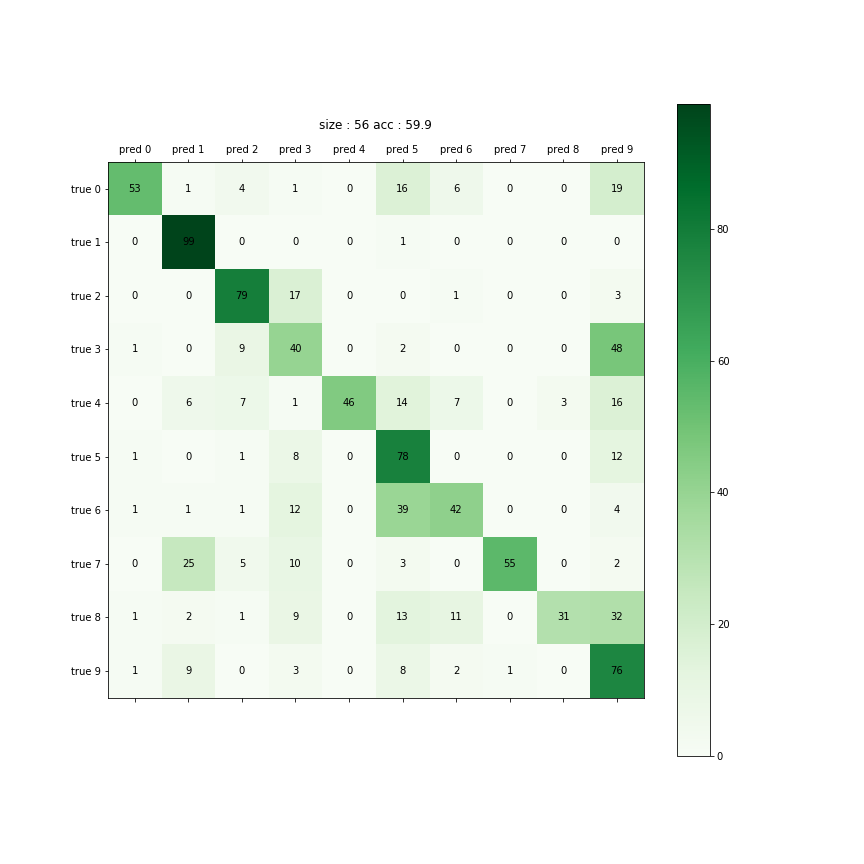 size : 56 acc : 59.9
pred 0 pred 1 pred 2 pred 3 pred 4 pred 5 pred 6 pred 7 pred 8 pred 9
true 0 53 1 4 1 0 16 6 0 0 19
true 1 0 99 0 0 0 1 0 0 0 0
true 2 0 0 79 17 0 0 1 0 0 3
true 3 1 0 9 40 0 2 0 0 0 48
true 4 0 6 7 1 46 14 7 0 3 16
true 5 1 0 1 8 0 78 0 0 0 12
true 6 1 1 1 12 0 39 42 0 0 4
true 7 0 25 5 10 0 3 0 55 0 2
true 8 1 2 1 9 0 13 11 0 31 32
true 9 1 9 0 3 0 8 2 1 0 76
80
60
40
20
0